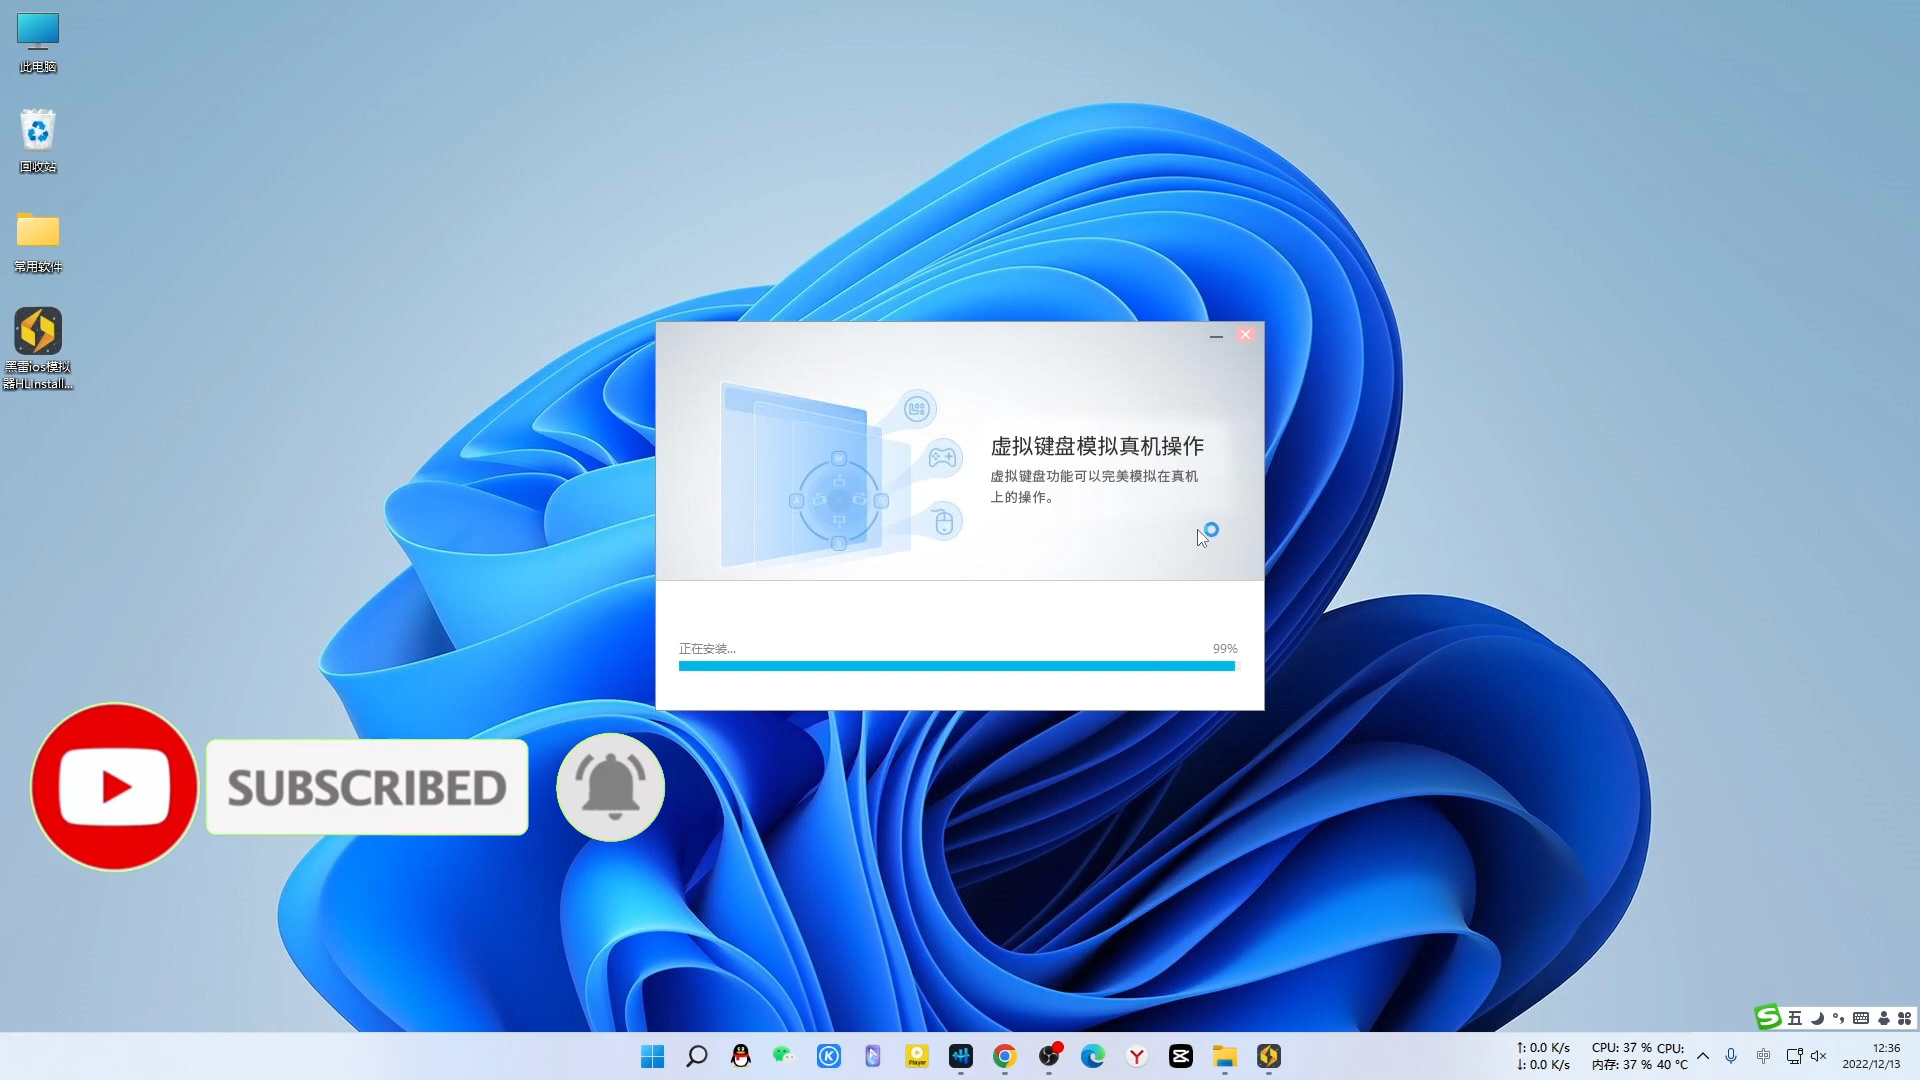 此电脑
回收站
常用软件
黑雷ios模拟
器HLInstall...
虚拟键盘模拟真机操作
虚拟键盘功能可以完美模拟在真机
上的操作。
正在安装...
99%
SUBSCRIBED
五
Player
↑: 0.0 K/s
↓: 0.0 K/s
CPU: 37 % CPU:
内存: 37 % 40 °C
中
12:36
2022/12/13